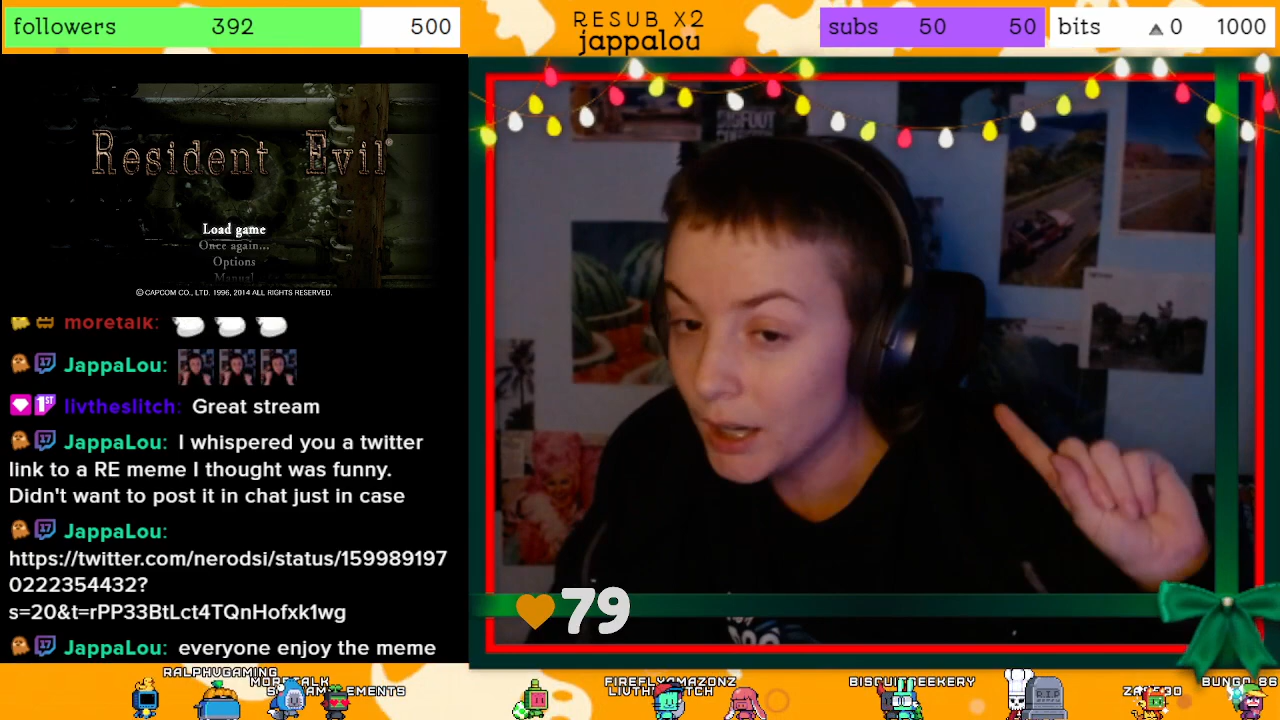 followers 392 500
RESUB X2
jappalou
subs 50 50
bits 0 1000
Resident Evil
Load game
Once again...
Options
Manual
© CAPCOM CO., LTD. 1996, 2014 ALL RIGHTS RESERVED.
moretalk:
JappaLou:
livtheslitch: Great stream
JappaLou: I whispered you a twitter
link to a RE meme I thought was funny.
Didn't want to post it in chat just in case
JappaLou:
https://twitter.com/nerodsi/status/159989197
0222354432?
s=20&t=rPP33BtLct4TQnHofxk1wg
JappaLou: everyone enjoy the meme
79
BIGFOOT
RALPHVGAMING
FIREFLYAMAZONZ
R.I.P